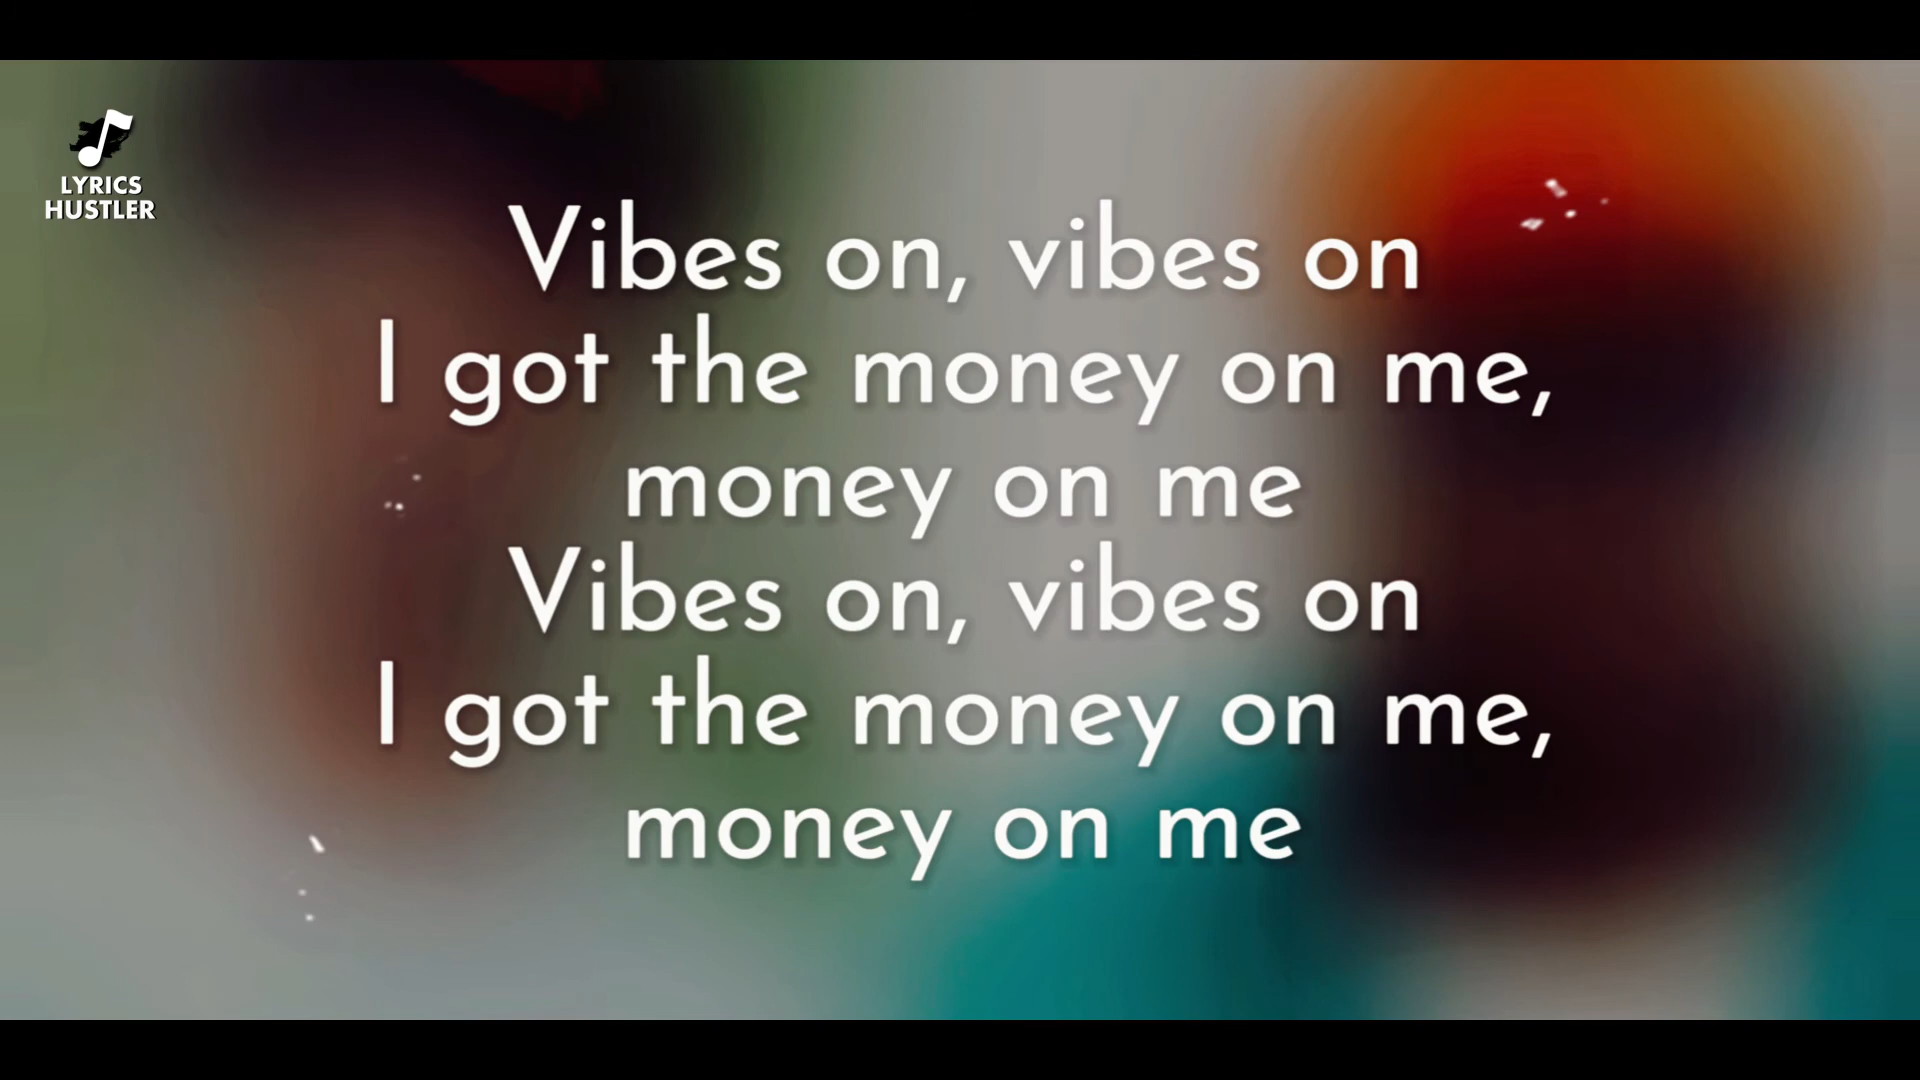 LYRICS
HUSTLER
Vibes on, vibes on
I got the money on me,
money on me
Vibes on, vibes on
I got the money on me,
money on me